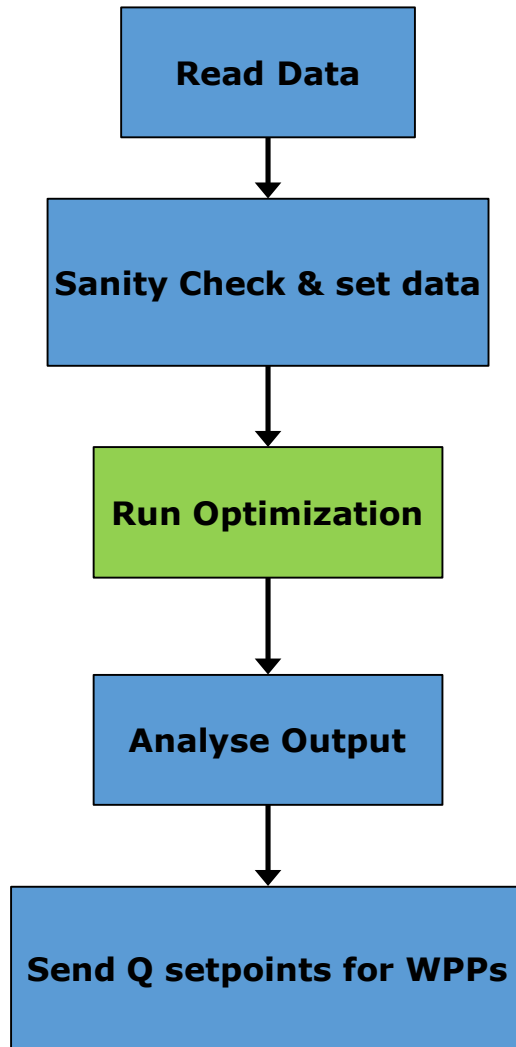 Read Data
Sanity Check & set data
Run Optimization
Analyse Output
Send Q setpoints for WPPs